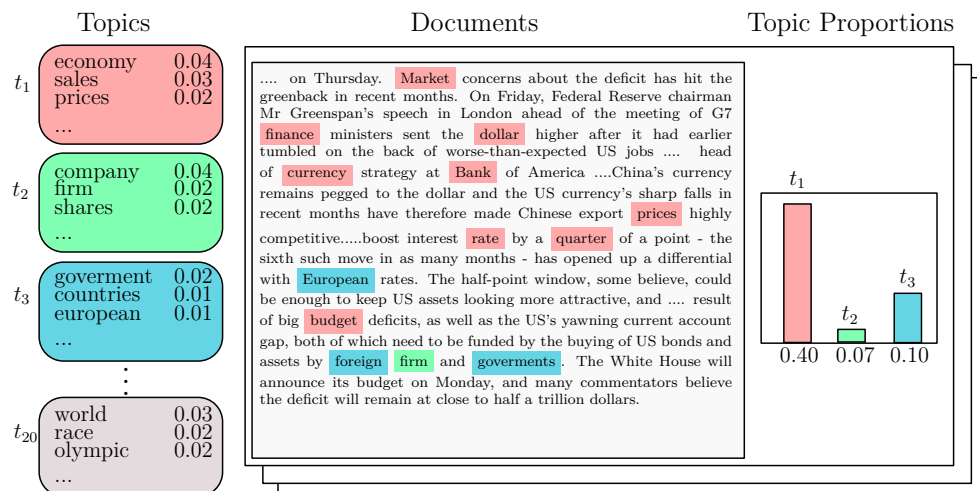 Topics
Documents
Topic Proportions
t1
economy 0.04
sales 0.03
prices 0.02
...
t2
company 0.04
firm 0.02
shares 0.02
...
t3
goverment 0.02
countries 0.01
european 0.01
...
t20
world 0.03
race 0.02
olympic 0.02
...
.... on Thursday. Market concerns about the deficit has hit the
greenback in recent months. On Friday, Federal Reserve chairman
Mr Greenspan's speech in London ahead of the meeting of G7
finance ministers sent the dollar higher after it had earlier
tumbled on the back of worse-than-expected US jobs .... head
of currency strategy at Bank of America ....China's currency
remains pegged to the dollar and the US currency's sharp falls in
recent months have therefore made Chinese export prices highly
competitive.....boost interest rate by a quarter of a point - the
sixth such move in as many months - has opened up a differential
with European rates. The half-point window, some believe, could
be enough to keep US assets looking more attractive, and .... result
of big budget deficits, as well as the US's yawning current account
gap, both of which need to be funded by the buying of US bonds and
assets by foreign firm and goverments. The White House will
announce its budget on Monday, and many commentators believe
the deficit will remain at close to half a trillion dollars.
t1
t2
t3
0.40 0.07 0.10